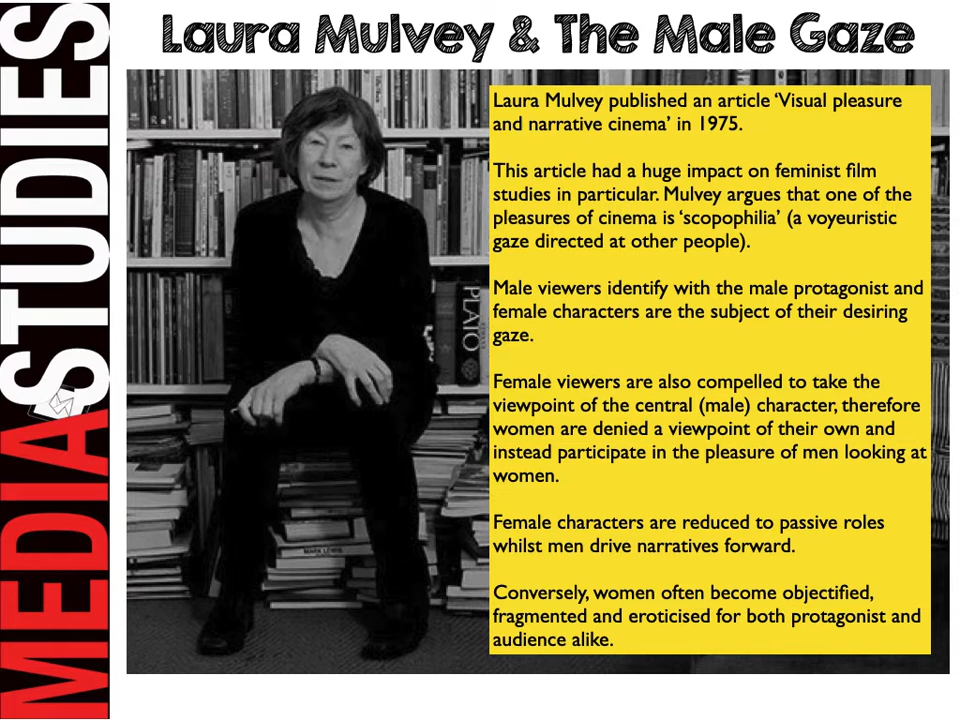 Laura Mulvey & The Male Gaze
MEDIASTUDIES
Laura Mulvey published an article ‘Visual pleasure
and narrative cinema’ in 1975.
This article had a huge impact on feminist film
studies in particular. Mulvey argues that one of the
pleasures of cinema is ‘scopophilia’ (a voyeuristic
gaze directed at other people).
Male viewers identify with the male protagonist and
female characters are the subject of their desiring
gaze.
Female viewers are also compelled to take the
viewpoint of the central (male) character, therefore
women are denied a viewpoint of their own and
instead participate in the pleasure of men looking at
women.
Female characters are reduced to passive roles
whilst men drive narratives forward.
Conversely, women often become objectified,
fragmented and eroticised for both protagonist and
audience alike.
PLATO
MARK LEWIS